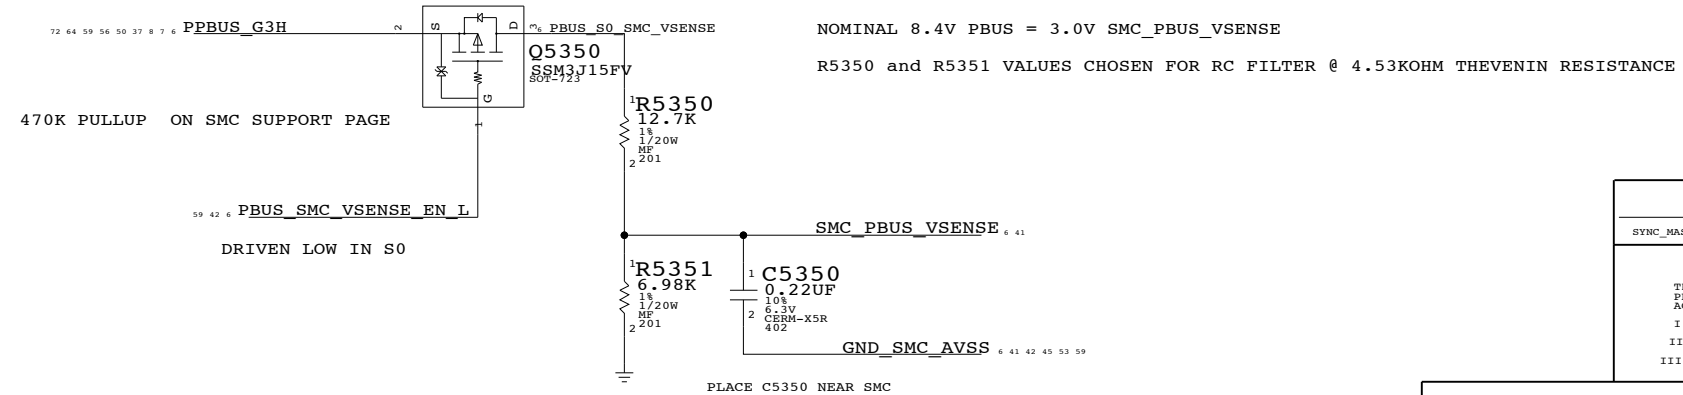 72 64 59 56 50 37 8 7 6 PPBUS_G3H
2
S
D
3
6 PBUS_S0_SMC_VSENSE
NOMINAL 8.4V PBUS = 3.0V SMC_PBUS_VSENSE
Q5350
SSM3J15FV
SOT-723
R5350 and R5351 VALUES CHOSEN FOR RC FILTER @ 4.53KOHM THEVENIN RESISTANCE
G
1
470K PULLUP ON SMC SUPPORT PAGE
1
R5350
12.7K
1%
1/20W
MF
201
2
59 42 6 PBUS_SMC_VSENSE_EN_L
DRIVEN LOW IN S0
SMC_PBUS_VSENSE 6 41
1
R5351
6.98K
1%
1/20W
MF
201
2
1
C5350
0.22UF
10%
6.3V
CERM-X5R
402
2
GND_SMC_AVSS 6 41 42 45 53 59
PLACE C5350 NEAR SMC
SYNC_MAS
I
II
III